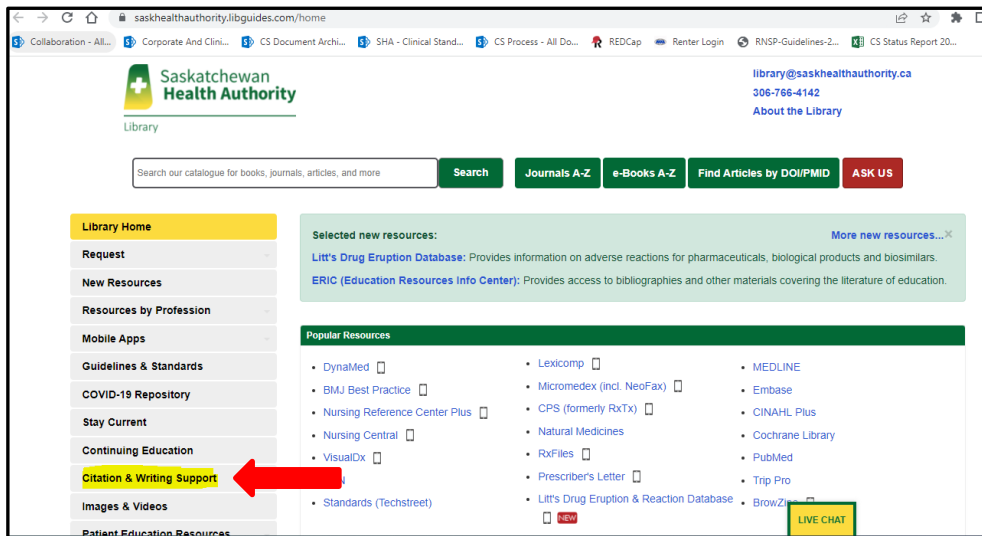 saskhealthauthority.libguides.com/home
Collaboration - All... Corporate And Clini... CS Document Archi... SHA - Clinical Stand... CS Process - All Do... REDCap Renter Login RNSP-Guidelines-2... CS Status Report 20...
Saskatchewan
Health Authority
Library
library@saskhealthauthority.ca
306-766-4142
About the Library
Search our catalogue for books, journals, articles, and more
Search
Journals A-Z
e-Books A-Z
Find Articles by DOI/PMID
ASK US
Library Home
Request
New Resources
Resources by Profession
Mobile Apps
Guidelines & Standards
COVID-19 Repository
Stay Current
Continuing Education
Citation & Writing Support
Images & Videos
Patient Education Resources
Selected new resources:
More new resources...
Litt's Drug Eruption Database: Provides information on adverse reactions for pharmaceuticals, biological products and biosimilars.
ERIC (Education Resources Info Center): Provides access to bibliographies and other materials covering the literature of education.
Popular Resources
DynaMed
BMJ Best Practice
Nursing Reference Center Plus
Nursing Central
VisualDx
Standards (Techstreet)
Lexicomp
Micromedex (incl. NeoFax)
CPS (formerly RxTx)
Natural Medicines
RxFiles
Prescriber's Letter
Litt's Drug Eruption & Reaction Database
NEW
MEDLINE
Embase
CINAHL Plus
Cochrane Library
PubMed
Trip Pro
LIVE CHAT